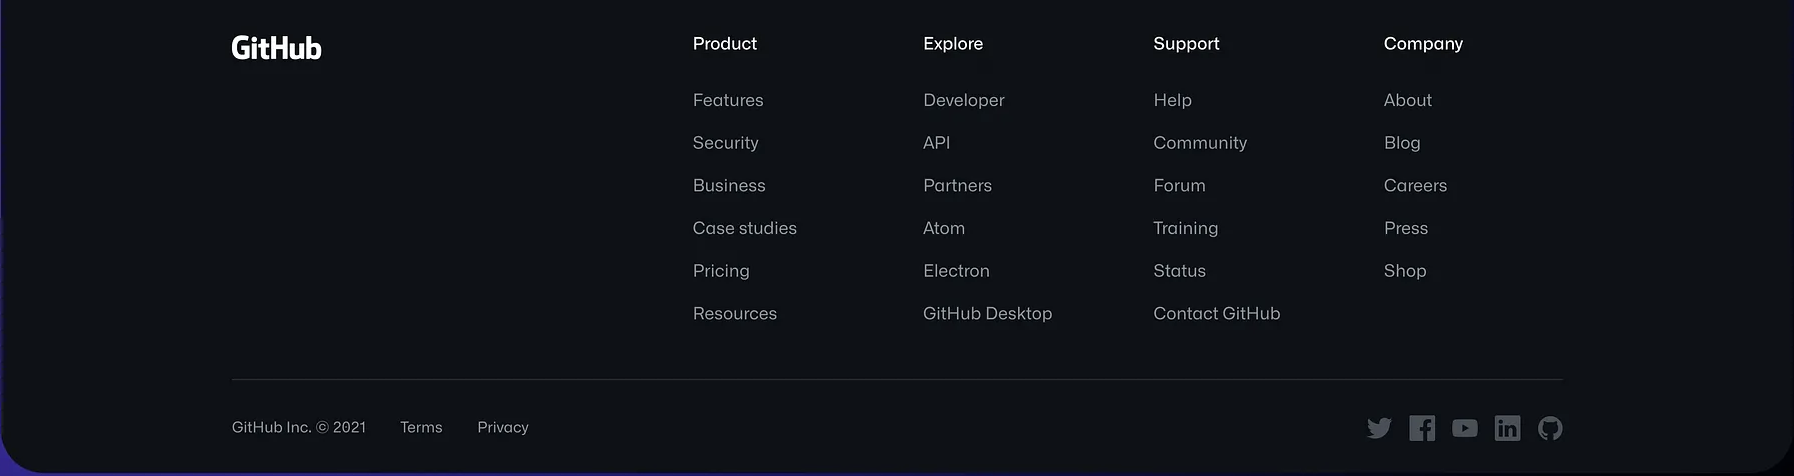 GitHub
Product
Features
Security
Business
Case studies
Pricing
Resources
Explore
Developer
API
Partners
Atom
Electron
GitHub Desktop
Support
Help
Community
Forum
Training
Status
Contact GitHub
Company
About
Blog
Careers
Press
Shop
GitHub Inc. © 2021 Terms Privacy